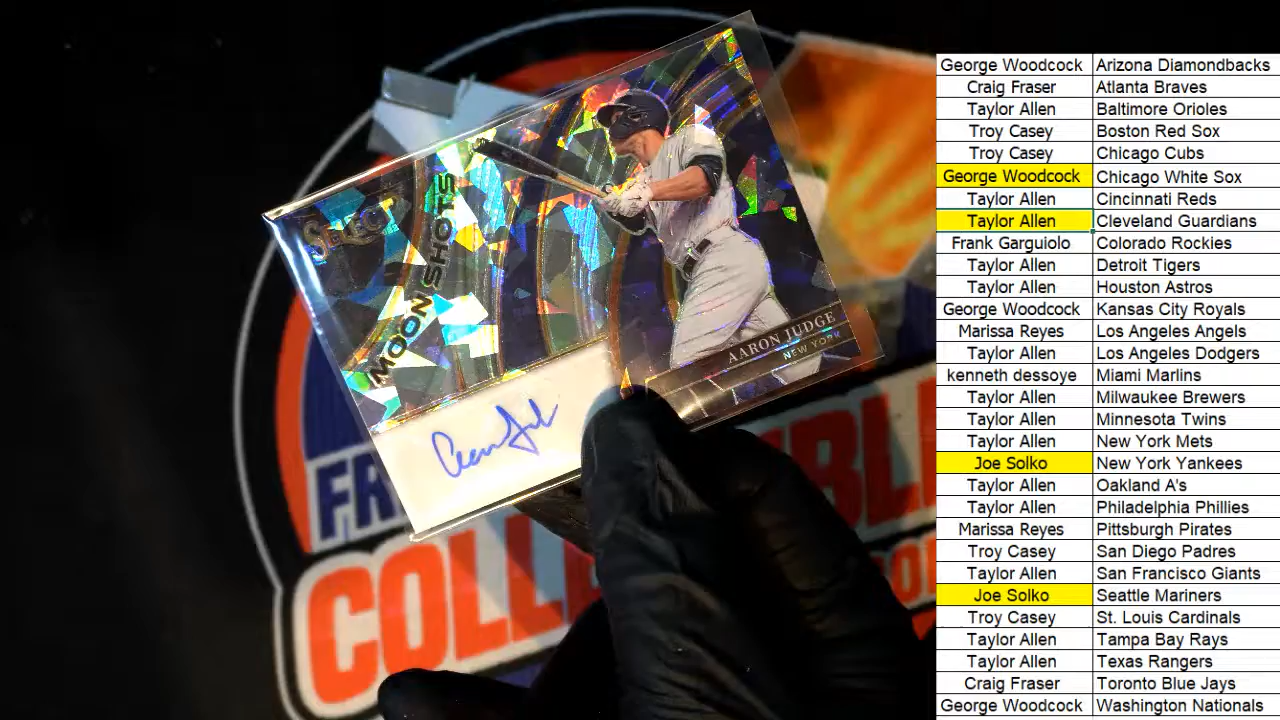 SELECT
MOON SHOTS
AARON JUDGE
NEW YORK
COLLE
George Woodcock Arizona Diamondbacks
Craig Fraser Atlanta Braves
Taylor Allen Baltimore Orioles
Troy Casey Boston Red Sox
Troy Casey Chicago Cubs
George Woodcock Chicago White Sox
Taylor Allen Cincinnati Reds
Taylor Allen Cleveland Guardians
Frank Garguiolo Colorado Rockies
Taylor Allen Detroit Tigers
Taylor Allen Houston Astros
George Woodcock Kansas City Royals
Marissa Reyes Los Angeles Angels
Taylor Allen Los Angeles Dodgers
kenneth dessoye Miami Marlins
Taylor Allen Milwaukee Brewers
Taylor Allen Minnesota Twins
Taylor Allen New York Mets
Joe Solko New York Yankees
Taylor Allen Oakland A's
Taylor Allen Philadelphia Phillies
Marissa Reyes Pittsburgh Pirates
Troy Casey San Diego Padres
Taylor Allen San Francisco Giants
Joe Solko Seattle Mariners
Troy Casey St. Louis Cardinals
Taylor Allen Tampa Bay Rays
Taylor Allen Texas Rangers
Craig Fraser Toronto Blue Jays
George Woodcock Washington Nationals